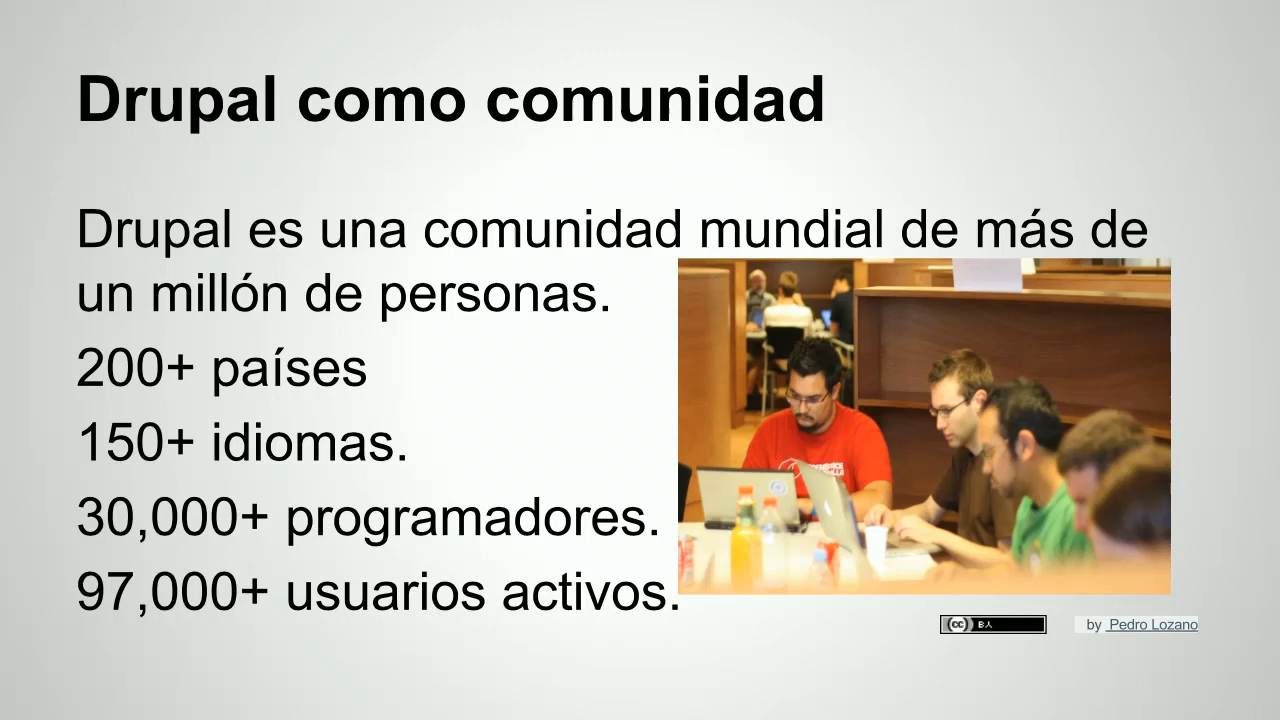 Drupal como comunidad
Drupal es una comunidad mundial de más de
un millón de personas.
200+ países
150+ idiomas.
30,000+ programadores.
97,000+ usuarios activos.
cc
by Pedro Lozano